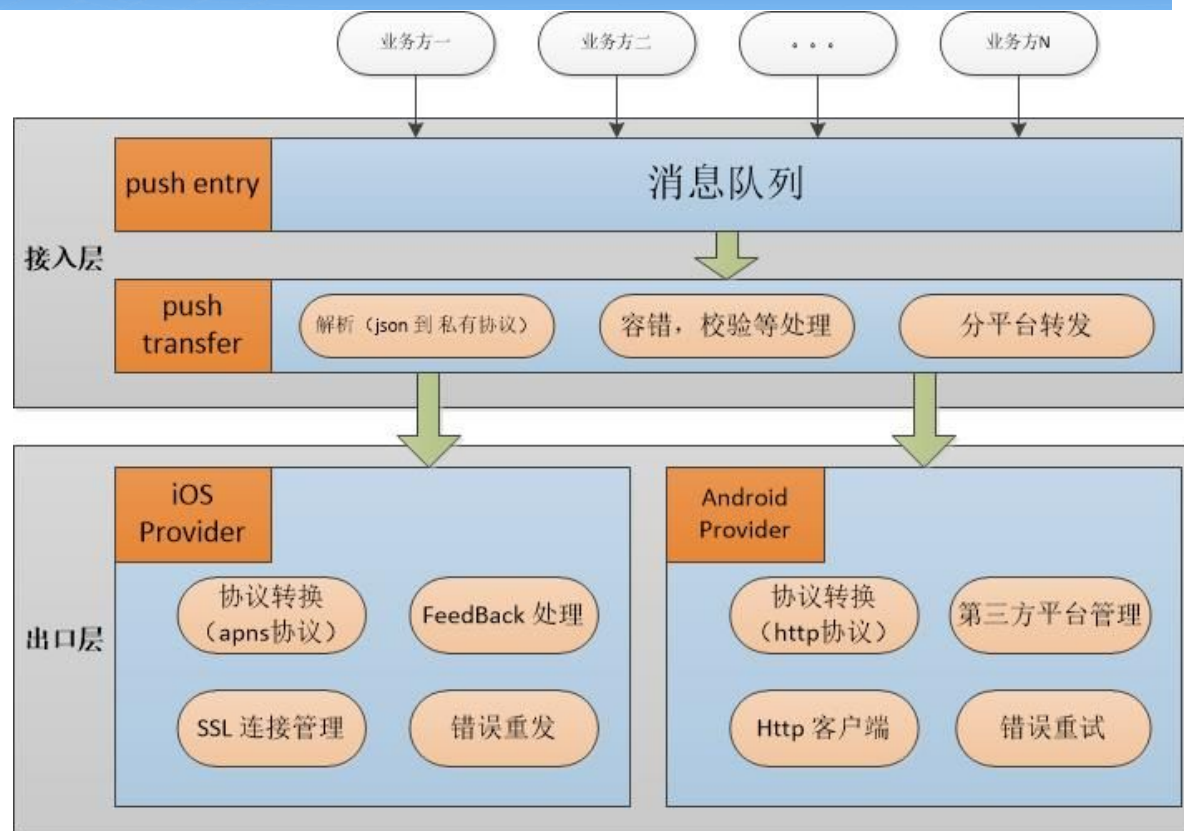 业务方一
业务方二
。。。
业务方N
接入层
push entry
消息队列
push
transfer
解析（json 到 私有协议）
容错，校验等处理
分平台转发
出口层
iOS
Provider
协议转换
（apns协议）
FeedBack 处理
SSL 连接管理
错误重发
Android
Provider
协议转换
（http协议）
第三方平台管理
Http 客户端
错误重试